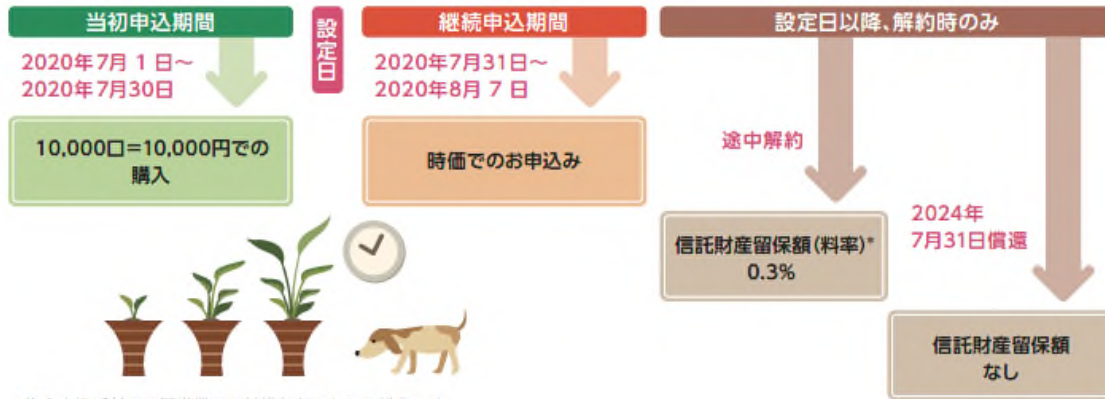 当初申込期間
2020年7月 1 日～
2020年7月30日
10,000口＝10,000円での
購入
設定日
継続申込期間
2020年7月31日～
2020年8月 7 日
時価でのお申込み
設定日以降、解約時のみ
途中解約
信託財産留保額(料率)*
0.3%
2024年
7月31日償還
信託財産留保額
なし